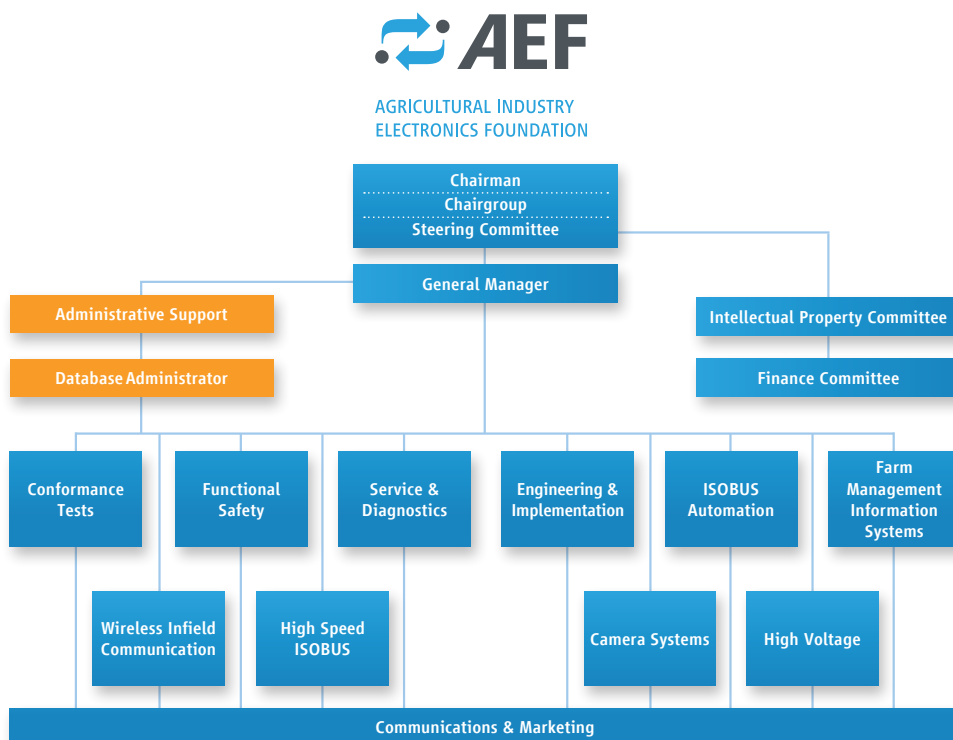 AEF
AGRICULTURAL INDUSTRY
ELECTRONICS FOUNDATION
Chairman
Chairgroup
Steering Committee
General Manager
Administrative Support
Intellectual Property Committee
Database Administrator
Finance Committee
Conformance
Tests
Functional
Safety
Service &
Diagnostics
Engineering &
Implementation
ISOBUS
Automation
Farm
Management
Information
Systems
Wireless Infield
Communication
High Speed
ISOBUS
Camera Systems
High Voltage
Communications & Marketing